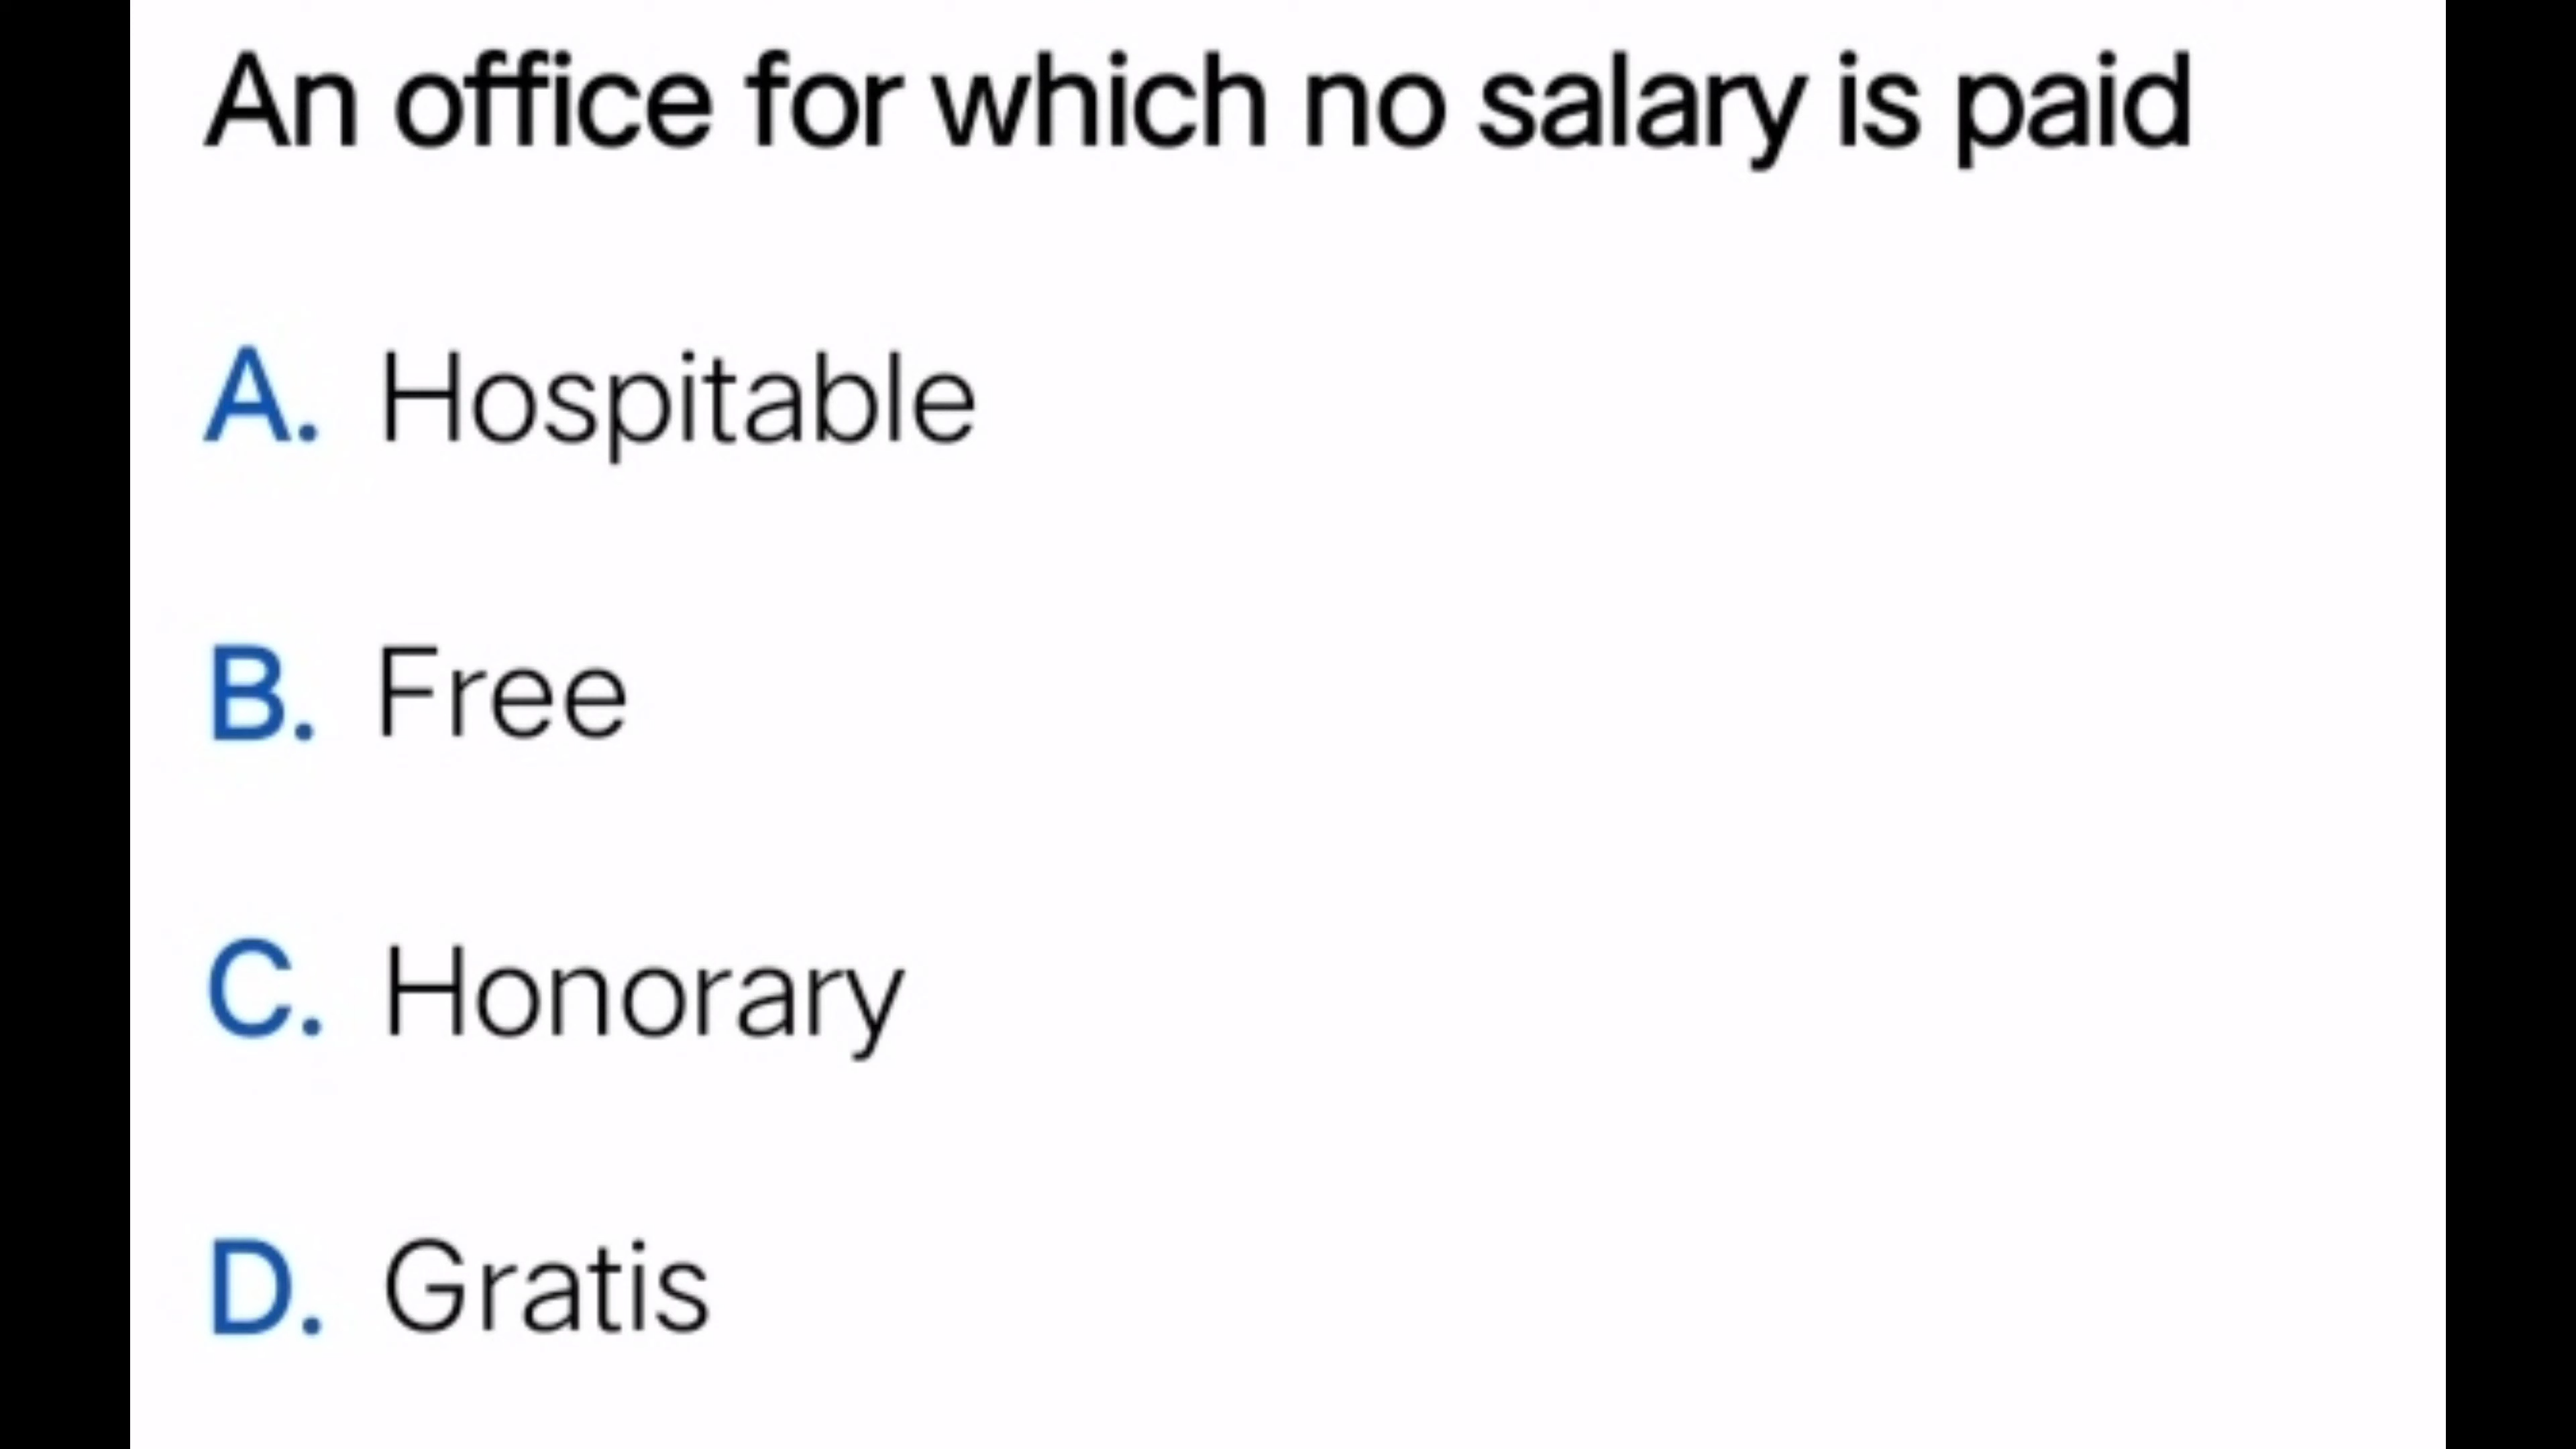 An office for which no salary is paid
A. Hospitable
B. Free
C. Honorary
D. Gratis